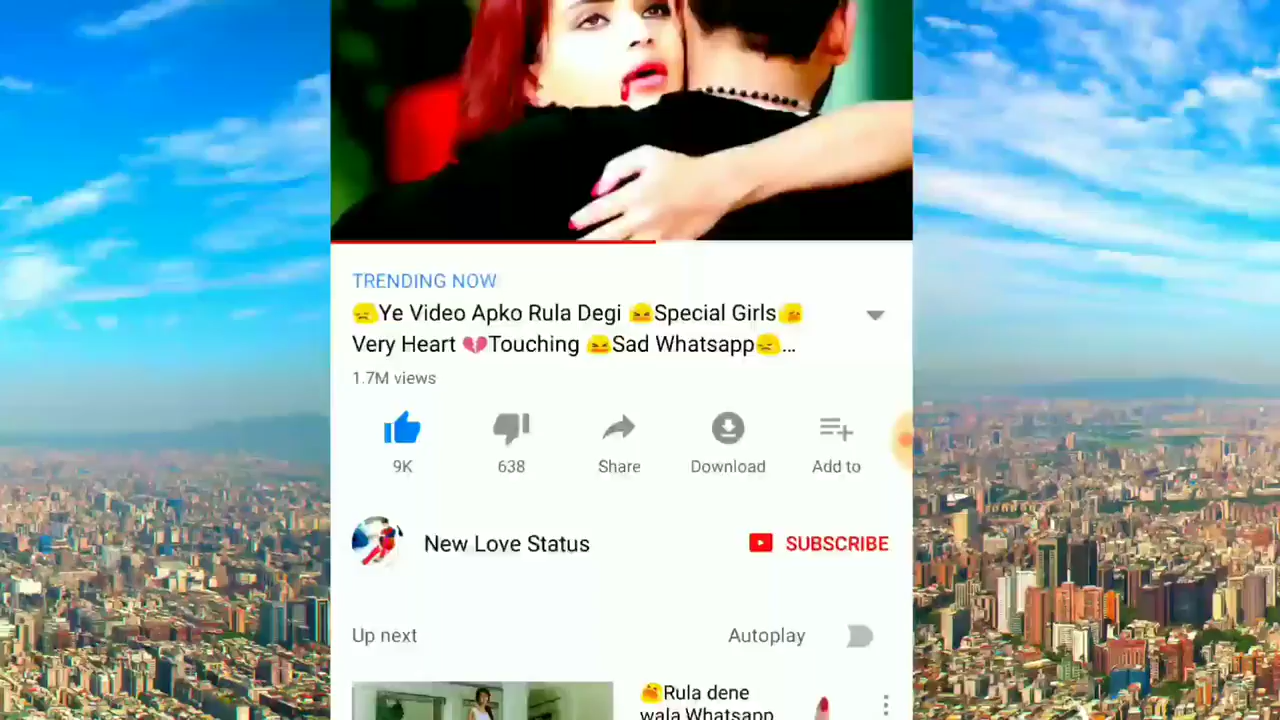 TRENDING NOW
😞Ye Video Apko Rula Degi 😖Special Girls😭
Very Heart 💔Touching 😖Sad Whatsapp😞...
1.7M views
9K
638
Share
Download
Add to
New Love Status
SUBSCRIBE
Up next
Autoplay
😧Rula dene
wala Whatsapp